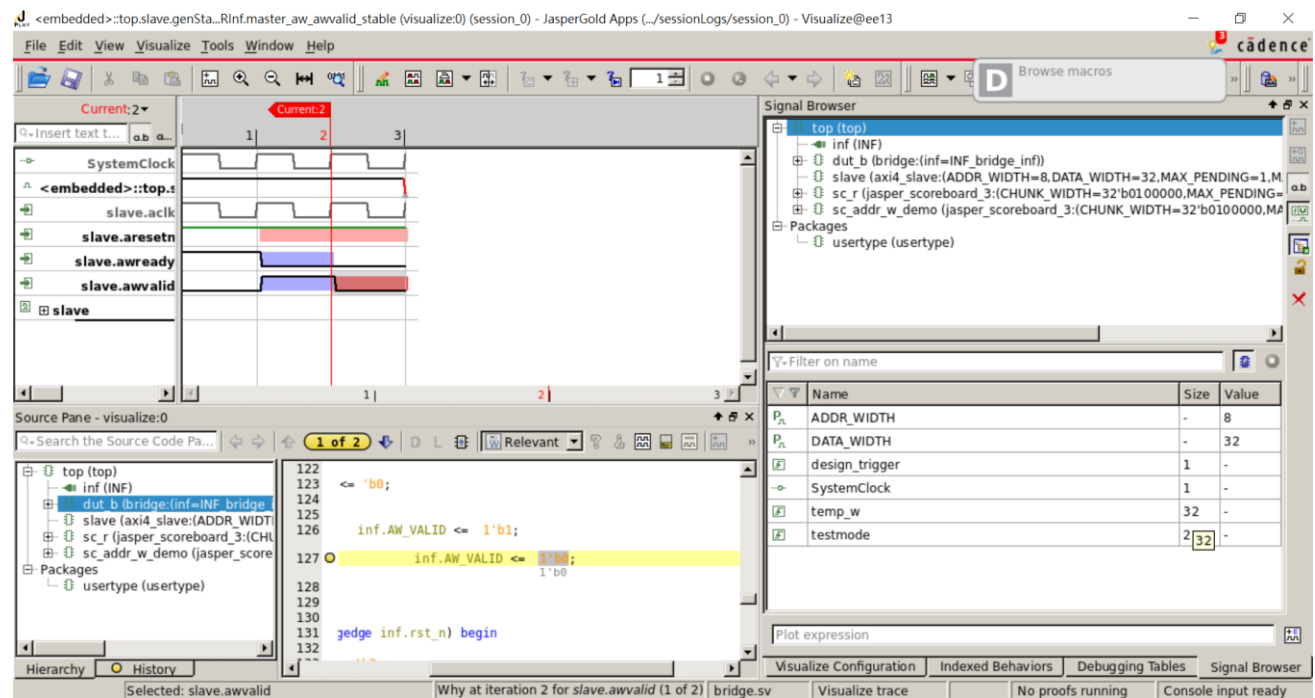 <embedded>::top.slave.genSta...RInf.master_aw_awvalid_stable (visualize:0) (session_0) - JasperGold Apps (.../sessionLogs/session_0) - Visualize@ee13
File Edit View Visualize Tools Window Help
3
cādence
1
D Browse macros
Current:2
Current:2
Insert text t...
a.b a...
1| 2 3|
SystemClock
<embedded>::top.s
slave.aclk
slave.aresetn
slave.awready
slave.awvalid
slave
1| 2| 3
Signal Browser
top (top)
inf (INF)
dut_b (bridge:(inf=INF_bridge_inf))
slave (axi4_slave:(ADDR_WIDTH=8,DATA_WIDTH=32,MAX_PENDING=1,M
sc_r (jasper_scoreboard_3:(CHUNK_WIDTH=32'b0100000,MAX_PENDING=
sc_addr_w_demo (jasper_scoreboard_3:(CHUNK_WIDTH=32'b0100000,MA
Packages
usertype (usertype)
a.b
Filter on name
Name Size Value
ADDR_WIDTH - 8
DATA_WIDTH - 32
design_trigger 1 -
SystemClock 1 -
temp_w 32 -
testmode 2 -
32
Plot expression
Visualize Configuration Indexed Behaviors Debugging Tables Signal Browser
Source Pane - visualize:0
Search the Source Code Pa...
1 of 2
D L
Relevant
top (top)
inf (INF)
dut_b (bridge:(inf=INF_bridge_i
slave (axi4_slave:(ADDR_WIDT
sc_r (jasper_scoreboard_3:(CHU
sc_addr_w_demo (jasper_score
Packages
usertype (usertype)
Hierarchy History
122
123 <= 'b0;
124
125
126 inf.AW_VALID <= 1'b1;
127 inf.AW_VALID <= 1'b0;
1'b0
128
129
130
131 gedge inf.rst_n) begin
132
Selected: slave.awvalid
Why at iteration 2 for slave.awvalid (1 of 2)
bridge.sv
Visualize trace
No proofs running
Console input ready